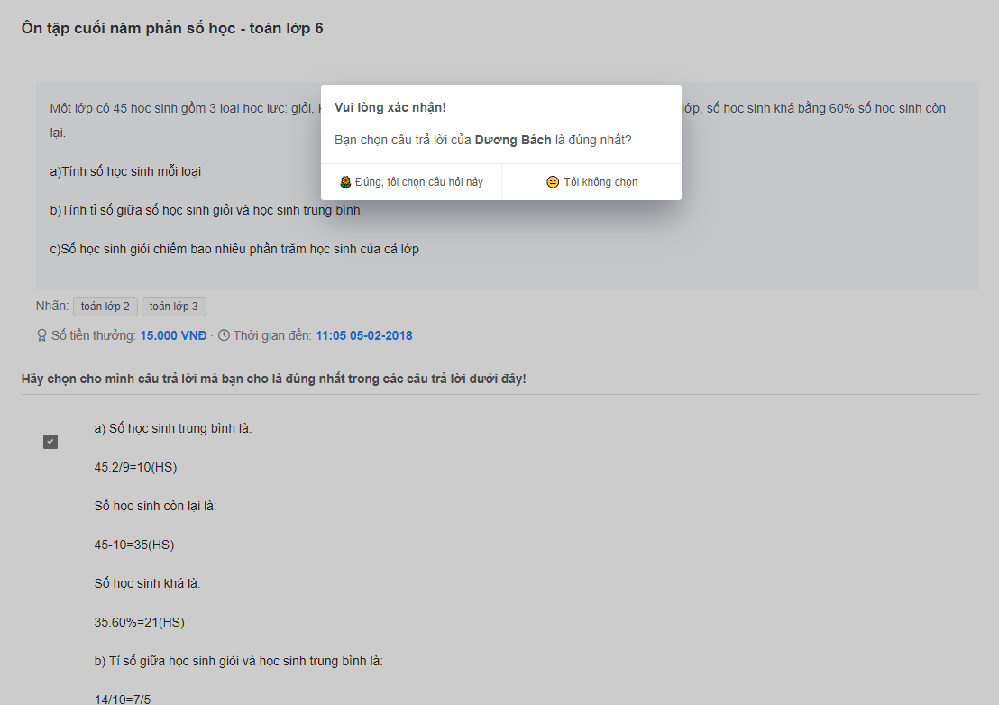 Ôn tập cuối năm phần số học - toán lớp 6
Một lớp có 45 học sinh gồm 3 loại học lực: giỏi, lớp, số học sinh khá bằng 60% số học sinh còn
lại.
Vui lòng xác nhận!
Bạn chọn câu trả lời của Dương Bách là đúng nhất?
Đúng, tôi chọn câu hỏi này
Tôi không chọn
a)Tính số học sinh mỗi loại
b)Tính tỉ số giữa số học sinh giỏi và học sinh trung bình.
c)Số học sinh giỏi chiếm bao nhiêu phần trăm học sinh của cả lớp
Nhãn: toán lớp 2 toán lớp 3
Số tiền thưởng: 15.000 VNĐ · Thời gian đến: 11:05 05-02-2018
Hãy chọn cho mình câu trả lời mà bạn cho là đúng nhất trong các câu trả lời dưới đây!
a) Số học sinh trung bình là:
45.2/9=10(HS)
Số học sinh còn lại là:
45-10=35(HS)
Số học sinh khá là:
35.60%=21(HS)
b) Tỉ số giữa học sinh giỏi và học sinh trung bình là:
14/10=7/5